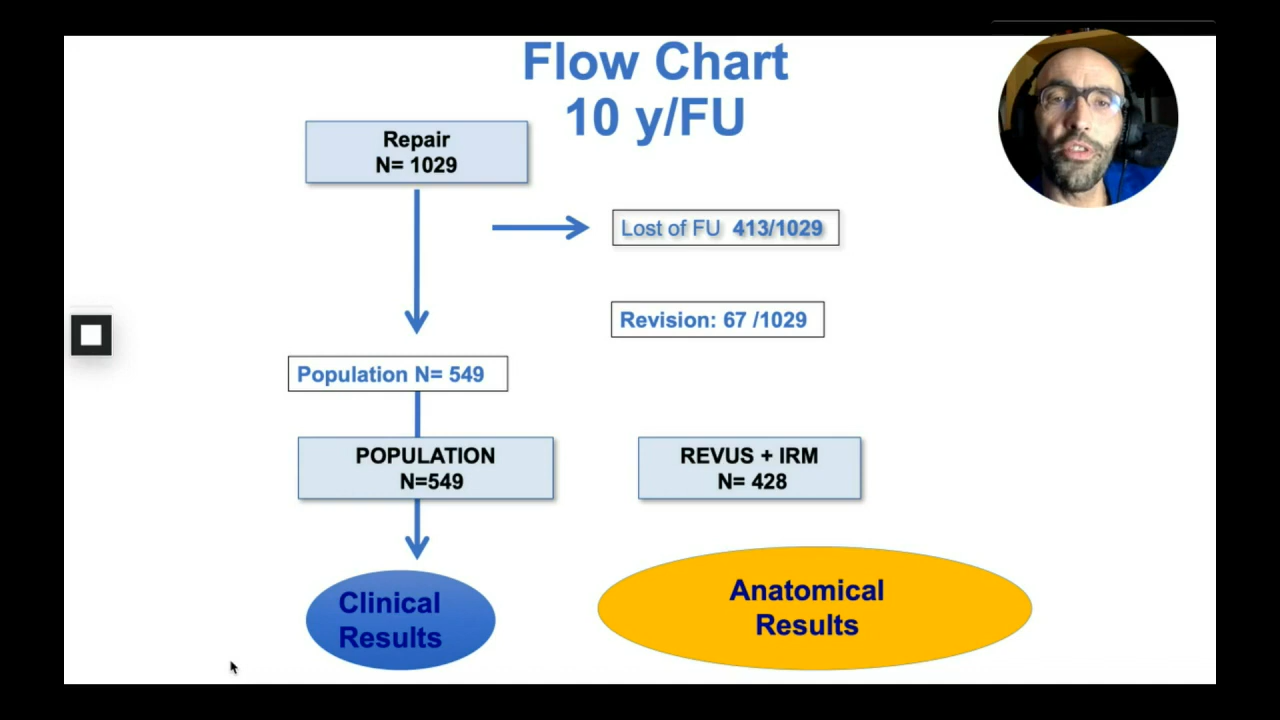 Flow Chart
10 y/FU
Repair
N= 1029
Lost of FU 413/1029
Revision: 67 /1029
Population N= 549
POPULATION
N=549
REVUS + IRM
N= 428
Clinical
Results
Anatomical
Results